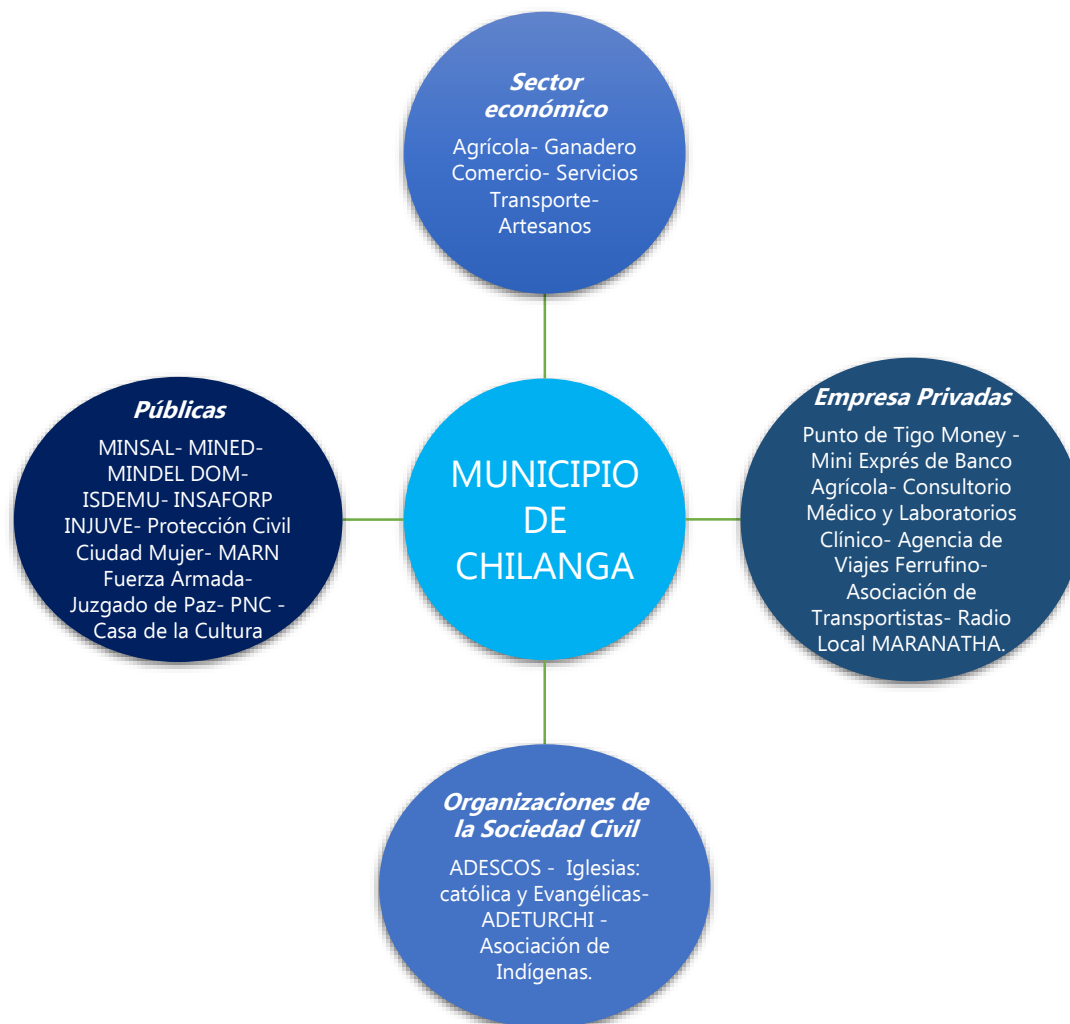 Sector
económico
Agrícola- Ganadero
Comercio- Servicios
Transporte-
Artesanos
Públicas
MINSAL- MINED-
MINDEL DOM-
ISDEMU- INSAFORP
INJUVE- Protección Civil
Ciudad Mujer- MARN
Fuerza Armada-
Juzgado de Paz- PNC -
Casa de la Cultura
MUNICIPIO
DE
CHILANGA
Empresa Privadas
Punto de Tigo Money -
Mini Exprés de Banco
Agrícola- Consultorio
Médico y Laboratorios
Clínico- Agencia de
Viajes Ferrufino-
Asociación de
Transportistas- Radio
Local MARANATHA.
Organizaciones de
la Sociedad Civil
ADESCOS - Iglesias:
católica y Evangélicas-
ADETURCHI -
Asociación de
Indígenas.